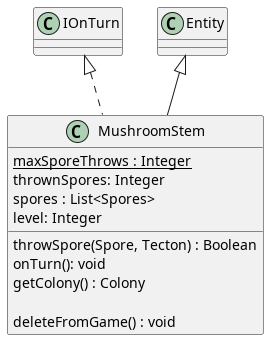 C IOnTurn
C Entity
C MushroomStem
maxSporeThrows : Integer
thrownSpores: Integer
spores : List<Spores>
level: Integer
throwSpore(Spore, Tecton) : Boolean
onTurn(): void
getColony() : Colony
deleteFromGame() : void